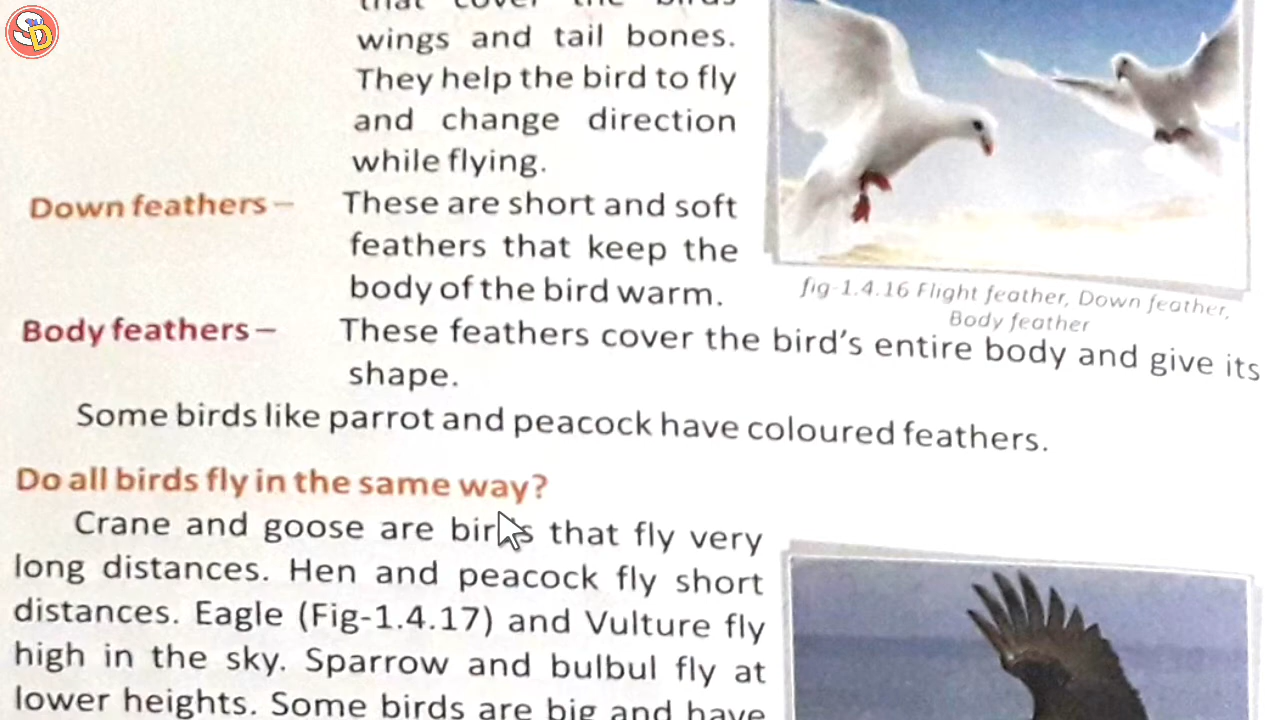 SD
that cover the birds
wings and tail bones.
They help the bird to fly
and change direction
while flying.
Down feathers – These are short and soft
feathers that keep the
body of the bird warm.
fig-1.4.16 Flight feather, Down feather,
Body feather
Body feathers – These feathers cover the bird's entire body and give its
shape.
Some birds like parrot and peacock have coloured feathers.
Do all birds fly in the same way?
Crane and goose are birds that fly very
long distances. Hen and peacock fly short
distances. Eagle (Fig-1.4.17) and Vulture fly
high in the sky. Sparrow and bulbul fly at
lower heights. Some birds are big and have